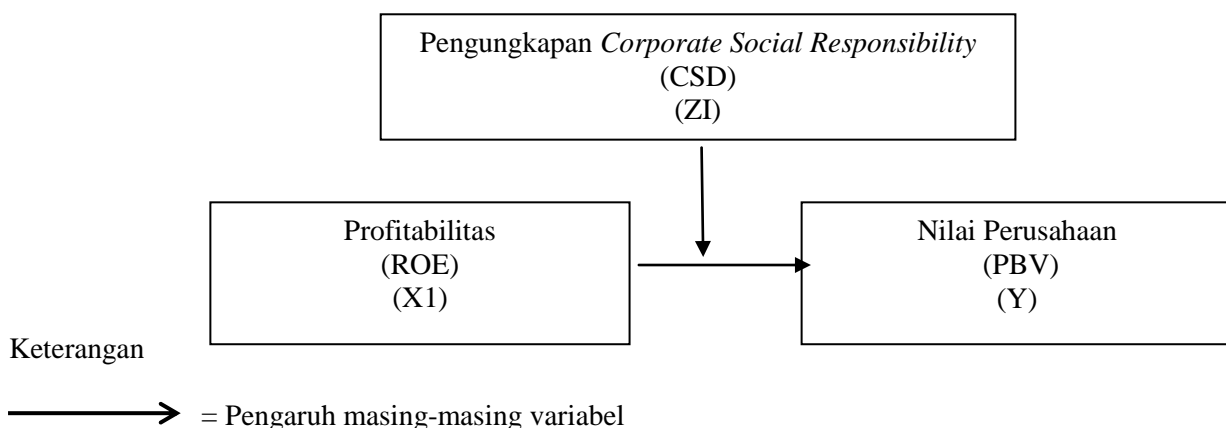 Pengungkapan Corporate Social Responsibility
(CSD)
(ZI)
Profitabilitas
(ROE)
(X1)
Nilai Perusahaan
(PBV)
(Y)
Keterangan
= Pengaruh masing-masing variabel